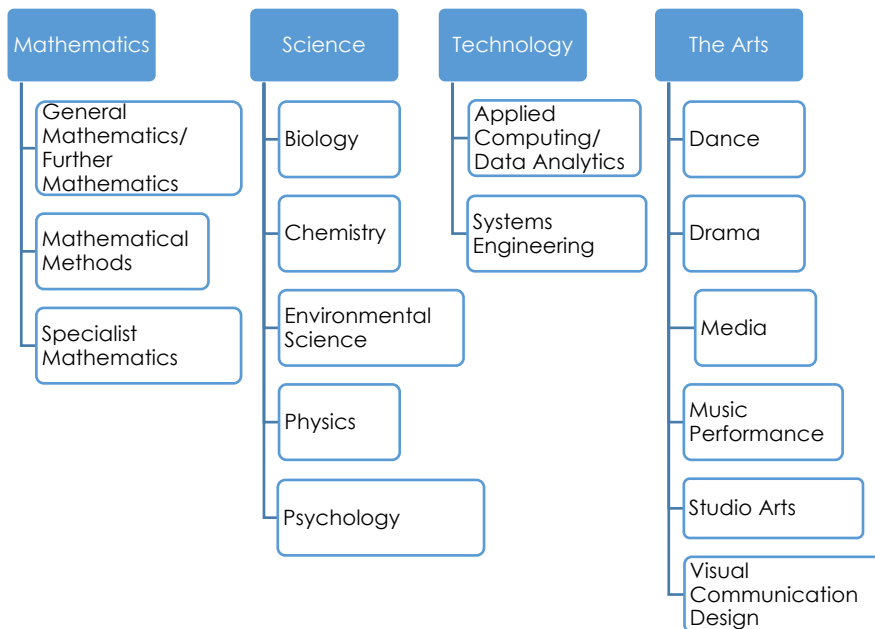 Mathematics
General
Mathematics/
Further
Mathematics
Mathematical
Methods
Specialist
Mathematics
Science
Biology
Chemistry
Environmental
Science
Physics
Psychology
Technology
Applied
Computing/
Data Analytics
Systems
Engineering
The Arts
Dance
Drama
Media
Music
Performance
Studio Arts
Visual
Communication
Design